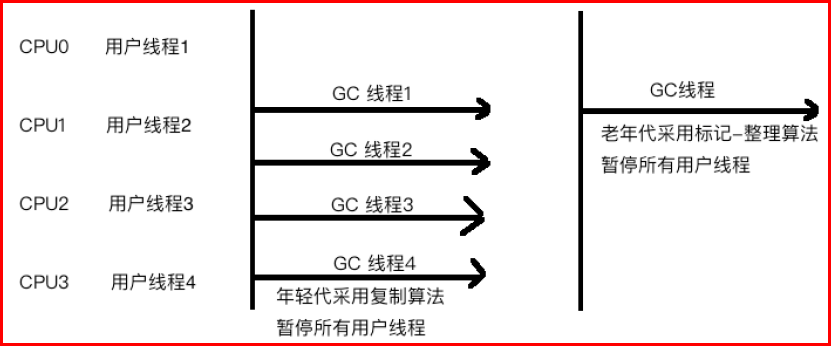 CPU0 用户线程1
GC 线程1
GC线程
CPU1 用户线程2
老年代采用标记-整理算法
GC 线程2
暂停所有用户线程
CPU2 用户线程3
GC 线程3
GC 线程4
CPU3 用户线程4
年轻代采用复制算法
暂停所有用户线程